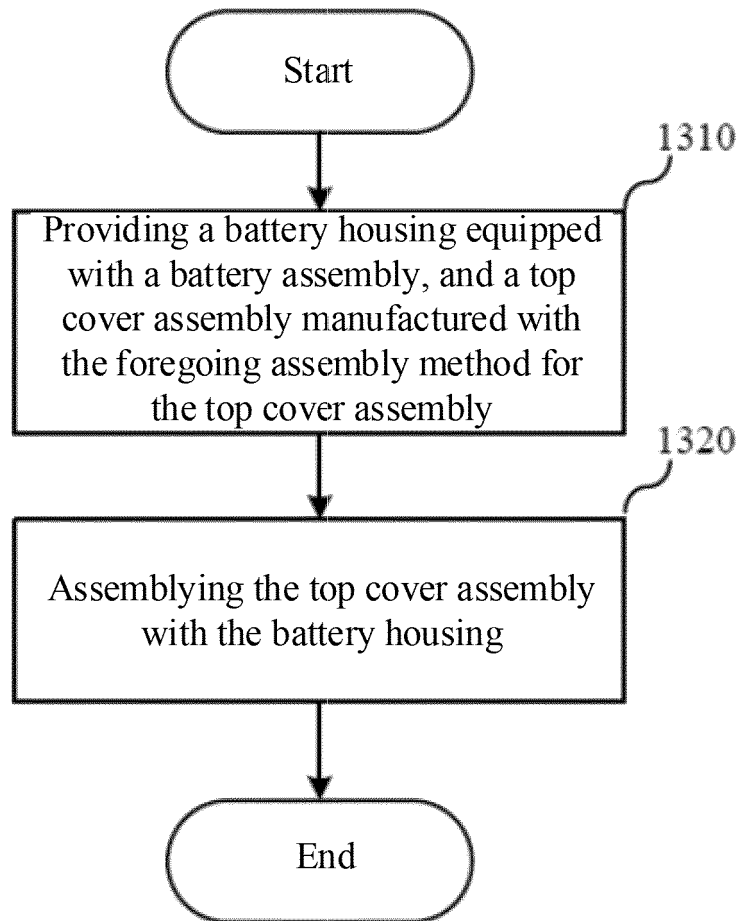 Start
1310
Providing a battery housing equipped
with a battery assembly, and a top
cover assembly manufactured with
the foregoing assembly method for
the top cover assembly
1320
Assemblying the top cover assembly
with the battery housing
End